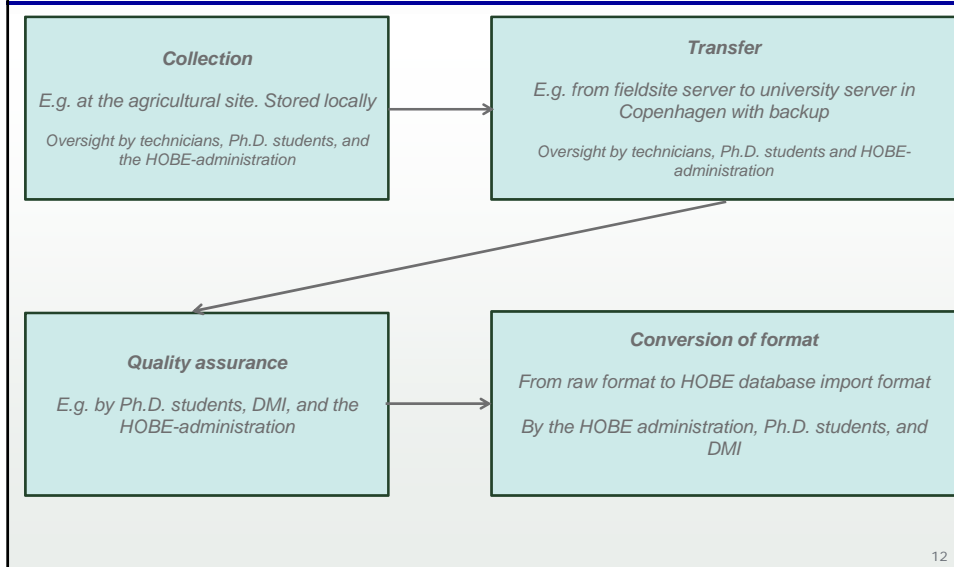 Collection
E.g. at the agricultural site. Stored locally
Oversight by technicians, Ph.D. students, and
the HOBE-administration
Transfer
E.g. from fieldsite server to university server in
Copenhagen with backup
Oversight by technicians, Ph.D. students and HOBE-
administration
Quality assurance
E.g. by Ph.D. students, DMI, and the
HOBE-administration
Conversion of format
From raw format to HOBE database import format
By the HOBE administration, Ph.D. students, and
DMI
12